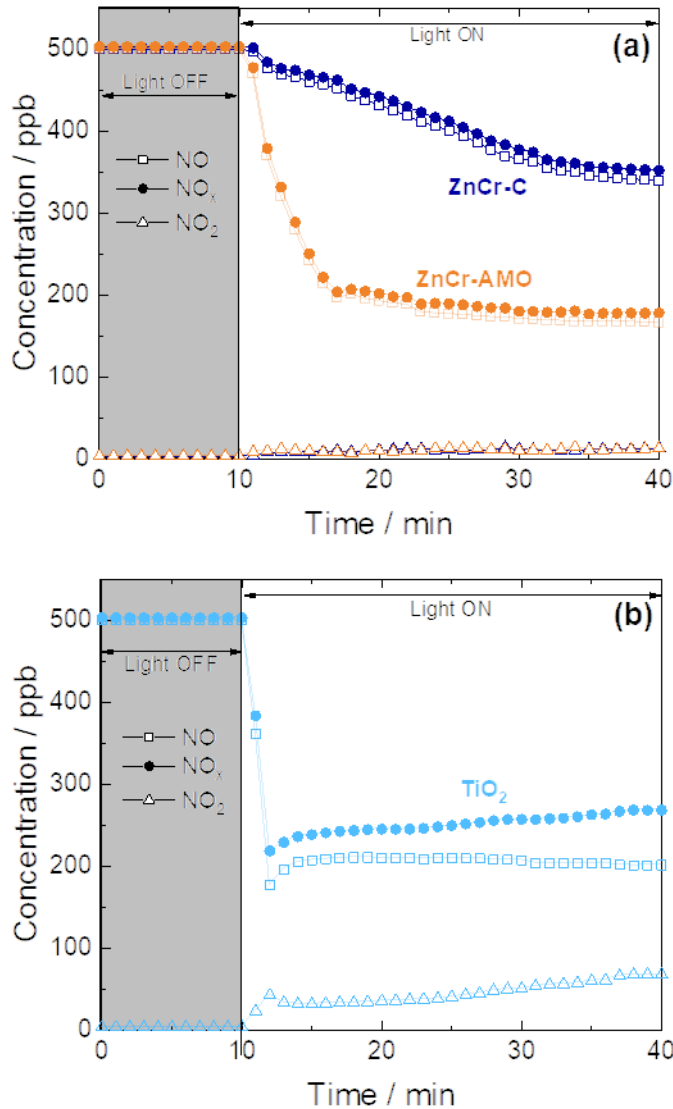 Light ON
(a)
500
Light OFF
400
NO
NOx
NO2
ZnCr-C
300
ZnCr-AMO
200
100
0
Concentration / ppb
0 10 20 30 40
Time / min
Light ON
(b)
500
Light OFF
400
NO
NOx
NO2
TiO2
300
200
100
0
Concentration / ppb
0 10 20 30 40
Time / min